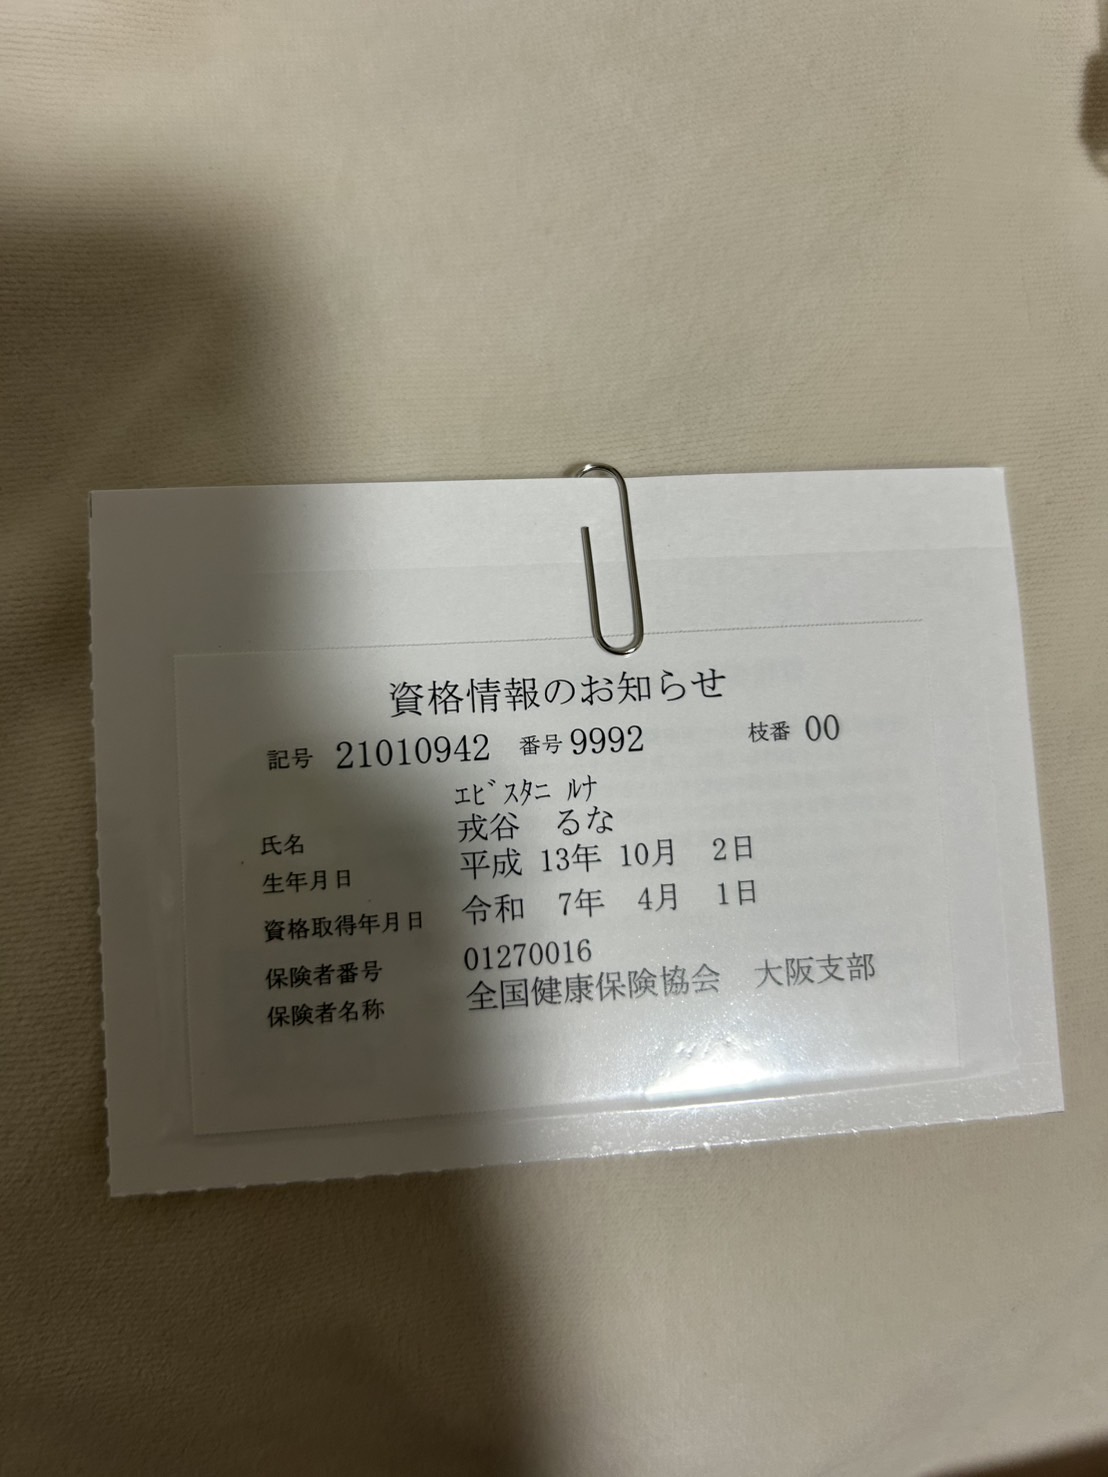 資格情報のお知らせ
記号 21010942 番号 9992 枝番 00
ｴﾋﾞｽﾀﾆ ﾙﾅ
氏名 戎谷 るな
生年月日 平成 13年 10月 2日
資格取得年月日 令和 7年 4月 1日
保険者番号 01270016
保険者名称 全国健康保険協会 大阪支部